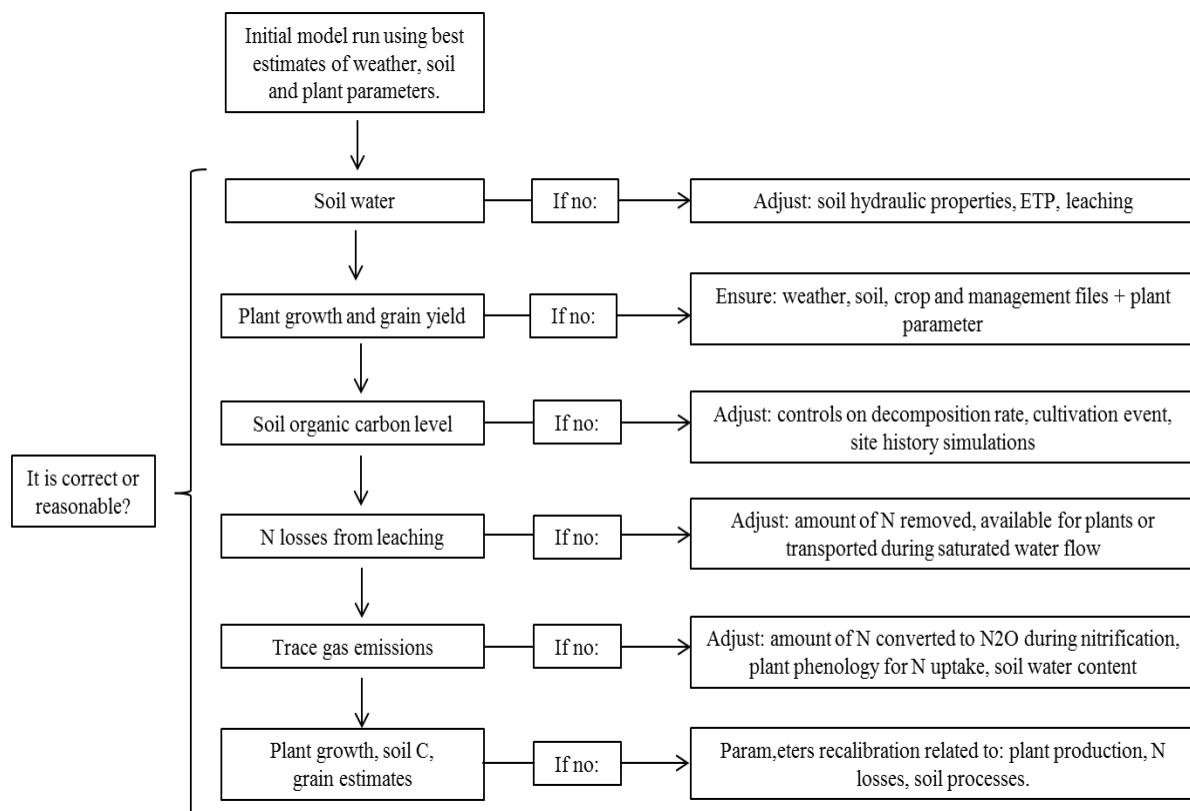 Initial model run using best
estimates of weather, soil
and plant parameters.
Soil water
If no:
Adjust: soil hydraulic properties, ETP, leaching
Plant growth and grain yield
If no:
Ensure: weather, soil, crop and management files + plant
parameter
Soil organic carbon level
If no:
Adjust: controls on decomposition rate, cultivation event,
site history simulations
It is correct or
reasonable?
N losses from leaching
If no:
Adjust: amount of N removed, available for plants or
transported during saturated water flow
Trace gas emissions
If no:
Adjust: amount of N converted to N2O during nitrification,
plant phenology for N uptake, soil water content
Plant growth, soil C,
grain estimates
If no:
Param,eters recalibration related to: plant production, N
losses, soil processes.